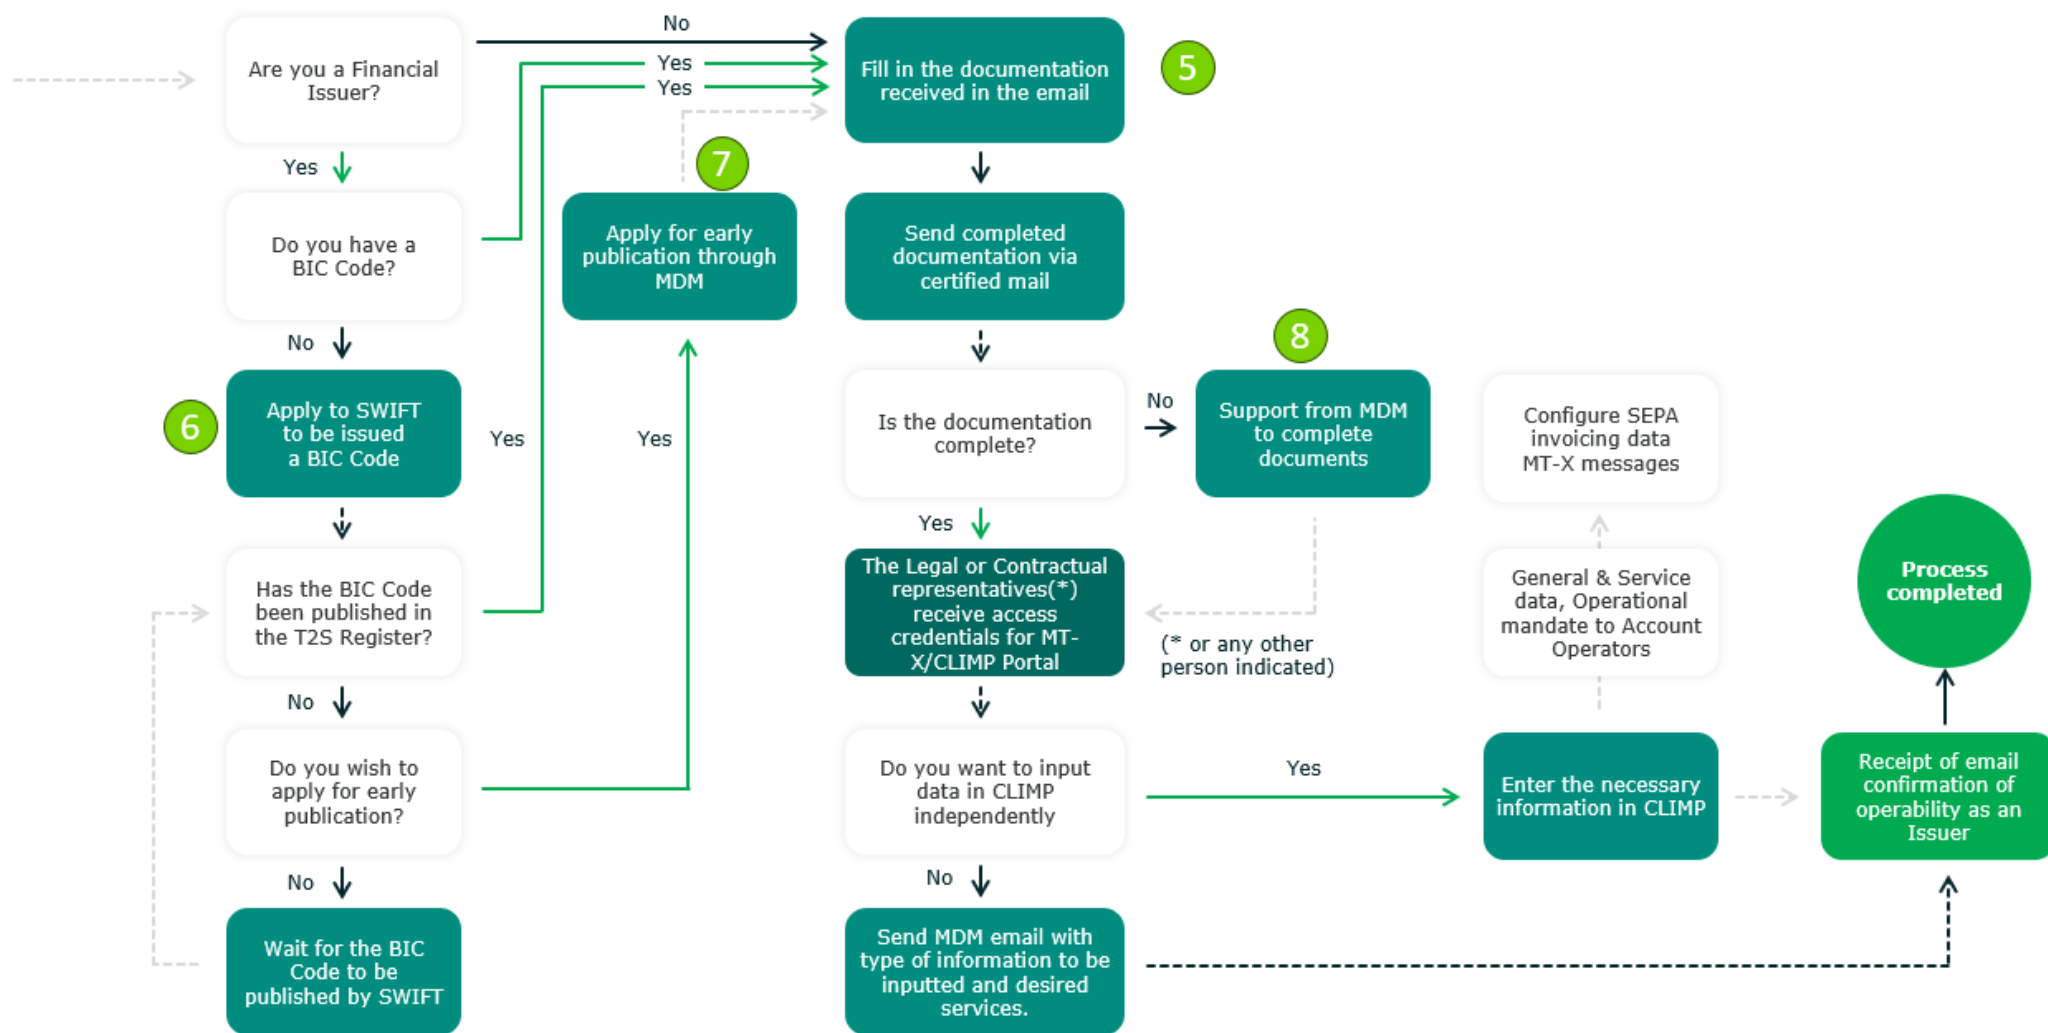 Are you a Financial
Issuer?
No
Yes
Yes
Fill in the documentation
received in the email
5
Yes
7
Do you have a
BIC Code?
Apply for early
publication through
MDM
Send completed
documentation via
certified mail
No
8
6
Apply to SWIFT
to be issued
a BIC Code
Yes
Yes
Is the documentation
complete?
No
Support from MDM
to complete
documents
Configure SEPA
invoicing data
MT-X messages
Yes
Has the BIC Code
been published in
the T2S Register?
The Legal or Contractual
representatives(*)
receive access
credentials for MT-
X/CLIMP Portal
(* or any other
person indicated)
General & Service
data, Operational
mandate to Account
Operators
Process
completed
No
Do you wish to
apply for early
publication?
Do you want to input
data in CLIMP
independently
Yes
Enter the necessary
information in CLIMP
Receipt of email
confirmation of
operability as an
Issuer
No
No
Wait for the BIC
Code to be
published by SWIFT
Send MDM email with
type of information to be
inputted and desired
services.